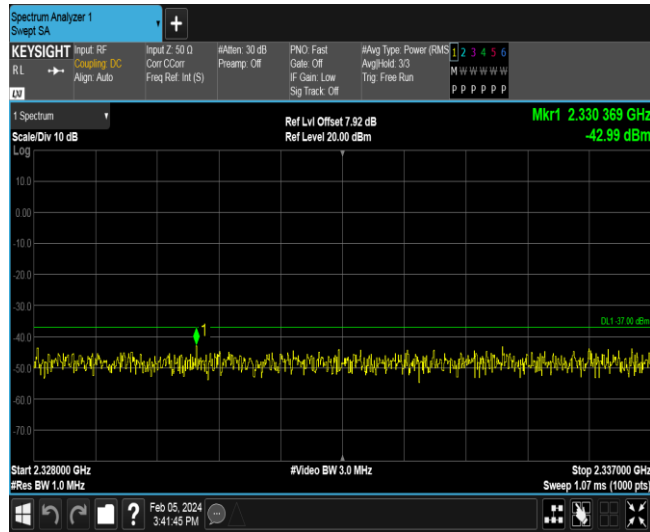 Spectrum Analyzer 1
Swept SA
KEYSIGHT Input: RF
RL Coupling: DC
Align: Auto
LXI
Input Z: 50 Ω
Corr CCorr
Freq Ref: Int (S)
#Atten: 30 dB
Preamp: Off
PNO: Fast
Gate: Off
IF Gain: Low
Sig Track: Off
#Avg Type: Power (RMS
Avg|Hold: 3/3
Trig: Free Run
1 2 3 4 5 6
M W W W W W
P P P P P P
1 Spectrum
Scale/Div 10 dB
Log
Ref Lvl Offset 7.92 dB
Ref Level 20.00 dBm
Mkr1 2.330 369 GHz
-42.99 dBm
10.0
0.00
-10.0
-20.0
-30.0
DL1 -37.00 dBm
1
-40.0
-50.0
-60.0
-70.0
Start 2.328000 GHz
#Video BW 3.0 MHz
Stop 2.337000 GHz
#Res BW 1.0 MHz
Sweep 1.07 ms (1000 pts)
?
Feb 05, 2024
3:41:45 PM